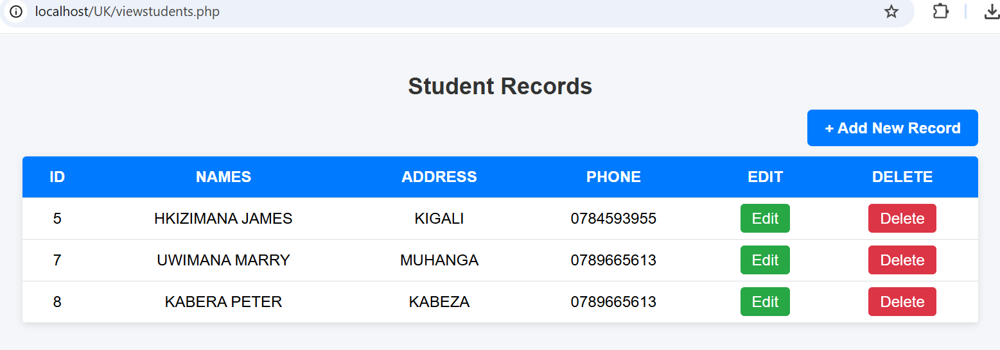 localhost/UK/viewstudents.php
Student Records
+ Add New Record
ID NAMES ADDRESS PHONE EDIT DELETE
5 HKIZIMANA JAMES KIGALI 0784593955 Edit Delete
7 UWIMANA MARRY MUHANGA 0789665613 Edit Delete
8 KABERA PETER KABEZA 0789665613 Edit Delete